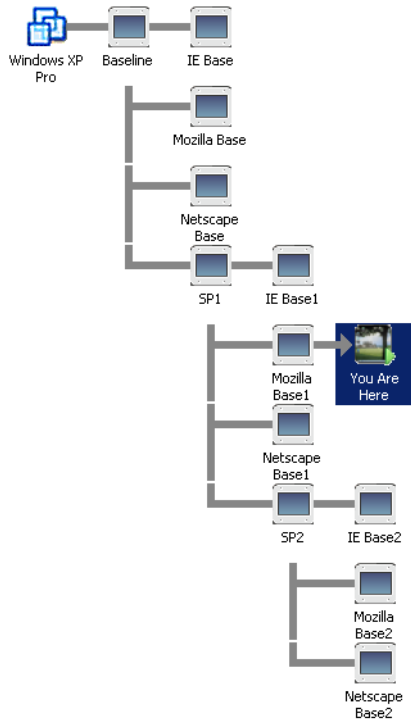 Windows XP
Pro
Baseline
IE Base
Mozilla Base
Netscape
Base
SP1
IE Base1
Mozilla
Base1
You Are
Here
Netscape
Base1
SP2
IE Base2
Mozilla
Base2
Netscape
Base2